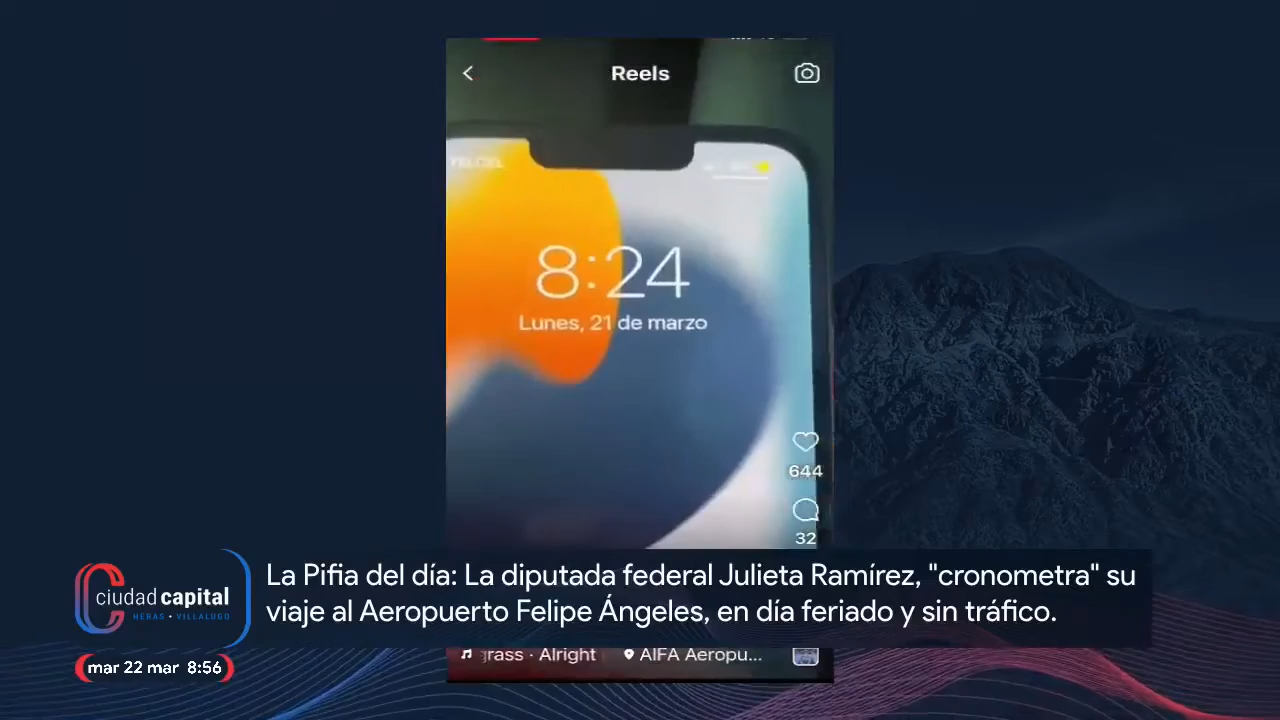 Reels
TELCEL
8:24
Lunes, 21 de marzo
644
32
La Pifia del día: La diputada federal Julieta Ramírez, "cronometra" su
viaje al Aeropuerto Felipe Ángeles, en día feriado y sin tráfico.
ciudad capital
HERAS • VILLALUGO
grass · Alright
AIFA Aeropu...
mar 22 mar 8:56